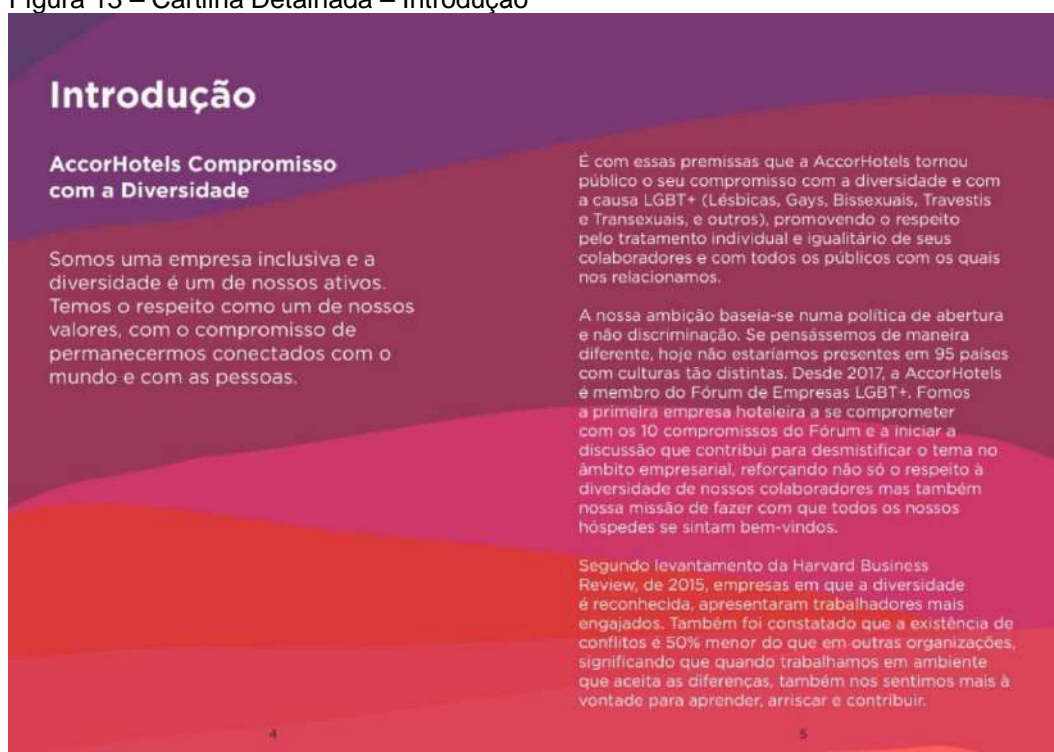 Figura 13 – Cartilha Detalhada – Introdução
Introdução
AccorHotels Compromisso
com a Diversidade
Somos uma empresa inclusiva e a
diversidade é um de nossos ativos.
Temos o respeito como um de nossos
valores, com o compromisso de
permanecermos conectados com o
mundo e com as pessoas.
4
É com essas premissas que a AccorHotels tornou
público o seu compromisso com a diversidade e com
a causa LGBT+ (Lésbicas, Gays, Bissexuais, Travestis
e Transexuais, e outros), promovendo o respeito
pelo tratamento individual e igualitário de seus
colaboradores e com todos os públicos com os quais
nos relacionamos.
A nossa ambição baseia-se numa política de abertura
e não discriminação. Se pensássemos de maneira
diferente, hoje não estaríamos presentes em 95 países
com culturas tão distintas. Desde 2017, a AccorHotels
é membro do Fórum de Empresas LGBT+. Fomos
a primeira empresa hoteleira a se comprometer
com os 10 compromissos do Fórum e a iniciar a
discussão que contribui para desmistificar o tema no
âmbito empresarial, reforçando não só o respeito à
diversidade de nossos colaboradores mas também
nossa missão de fazer com que todos os nossos
hóspedes se sintam bem-vindos.
Segundo levantamento da Harvard Business
Review, de 2015, empresas em que a diversidade
é reconhecida, apresentaram trabalhadores mais
engajados. Também foi constatado que a existência de
conflitos é 50% menor do que em outras organizações,
significando que quando trabalhamos em ambiente
que aceita as diferenças, também nos sentimos mais à
vontade para aprender, arriscar e contribuir.
5